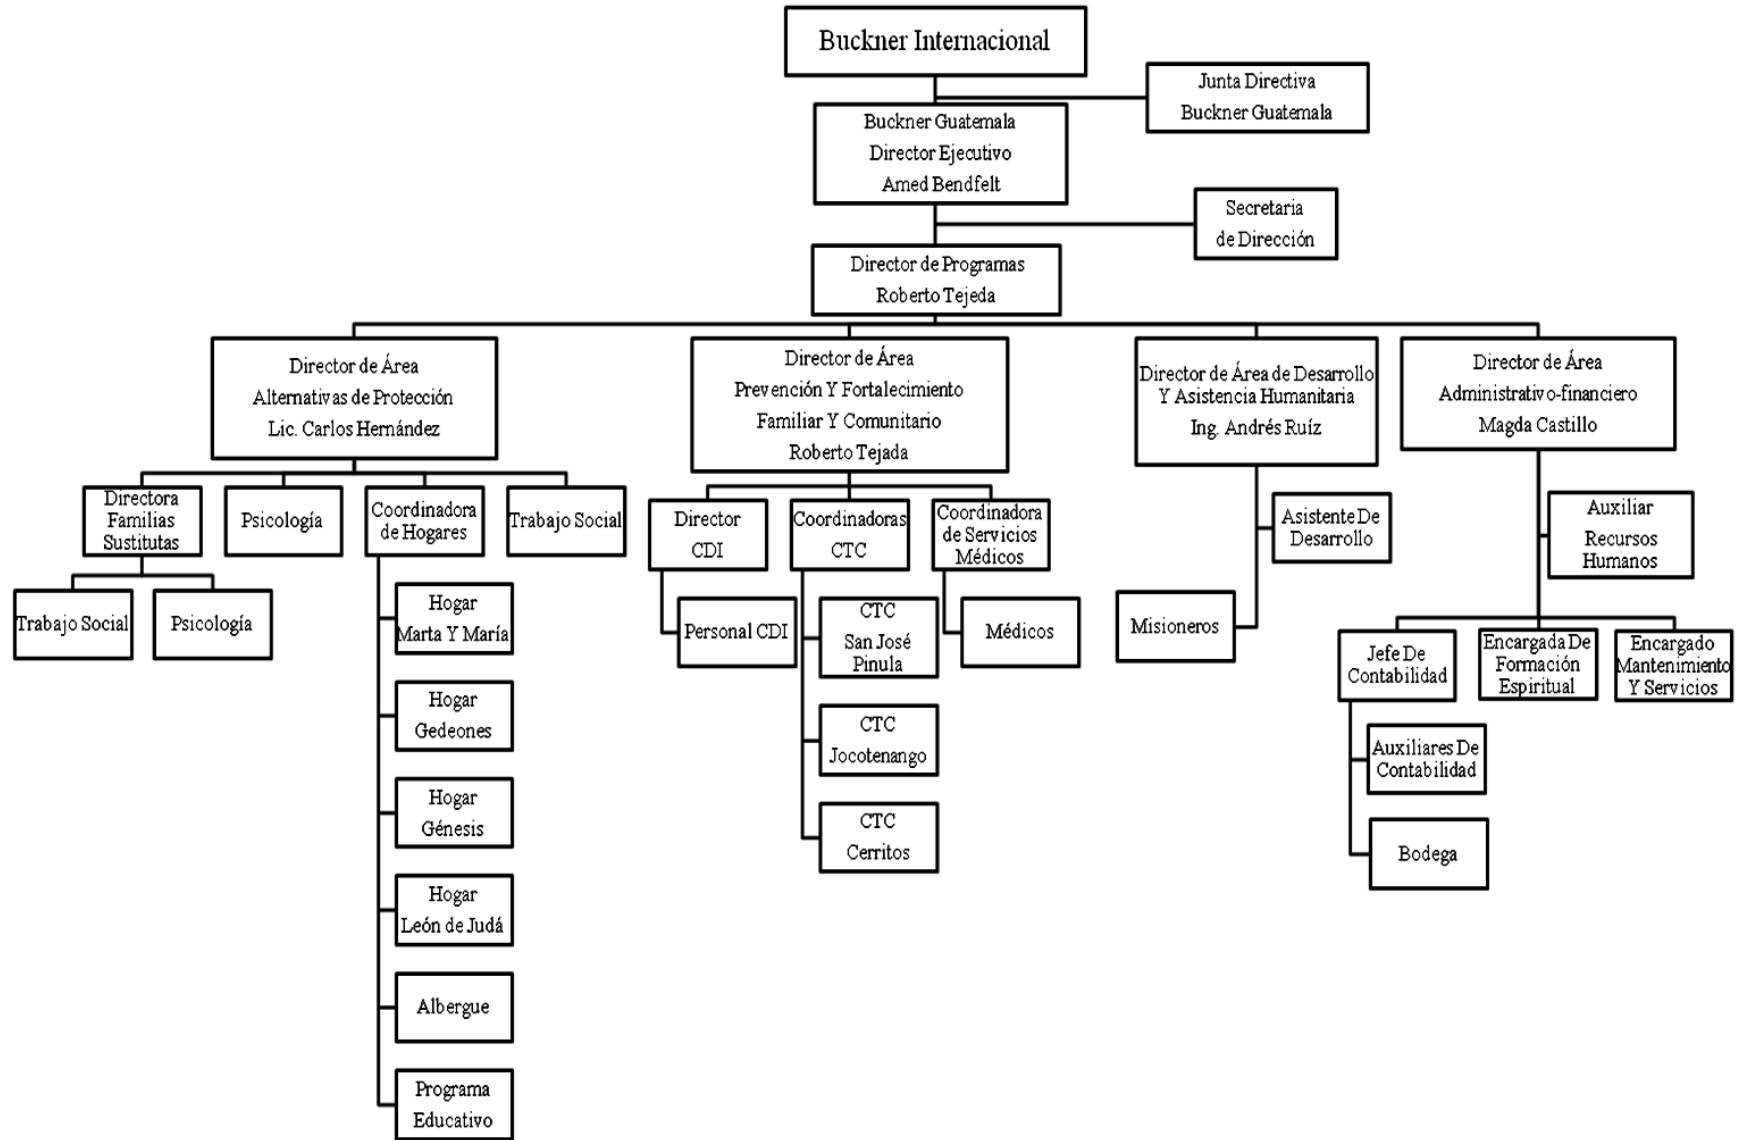 Buckner Internacional
Junta Directiva
Buckner Guatemala
Buckner Guatemala
Director Ejecutivo
Amed Bendfelt
Secretaria
de Dirección
Director de Programas
Roberto Tejeda
Director de Área
Alternativas de Protección
Lic. Carlos Hernández
Director de Área
Prevención Y Fortalecimiento
Familiar Y Comunitario
Roberto Tejada
Director de Área de Desarrollo
Y Asistencia Humanitaria
Ing. Andrés Ruíz
Director de Área
Administrativo-financiero
Magda Castillo
Directora
Familias
Sustitutas
Psicología
Coordinadora
de Hogares
Trabajo Social
Trabajo Social
Psicología
Hogar
Marta Y María
Hogar
Gedeones
Hogar
Génesis
Hogar
León de Judá
Albergue
Programa
Educativo
Director
CDI
Coordinadoras
CTC
Coordinadora
de Servicios
Médicos
Personal CDI
CTC
San José
Pinula
CTC
Jocotenango
CTC
Cerritos
Médicos
Asistente De
Desarrollo
Misioneros
Auxiliar
Recursos
Humanos
Jefe De
Contabilidad
Encargada De
Formación
Espiritual
Encargado
Mantenimiento
Y Servicios
Auxiliares De
Contabilidad
Bodega